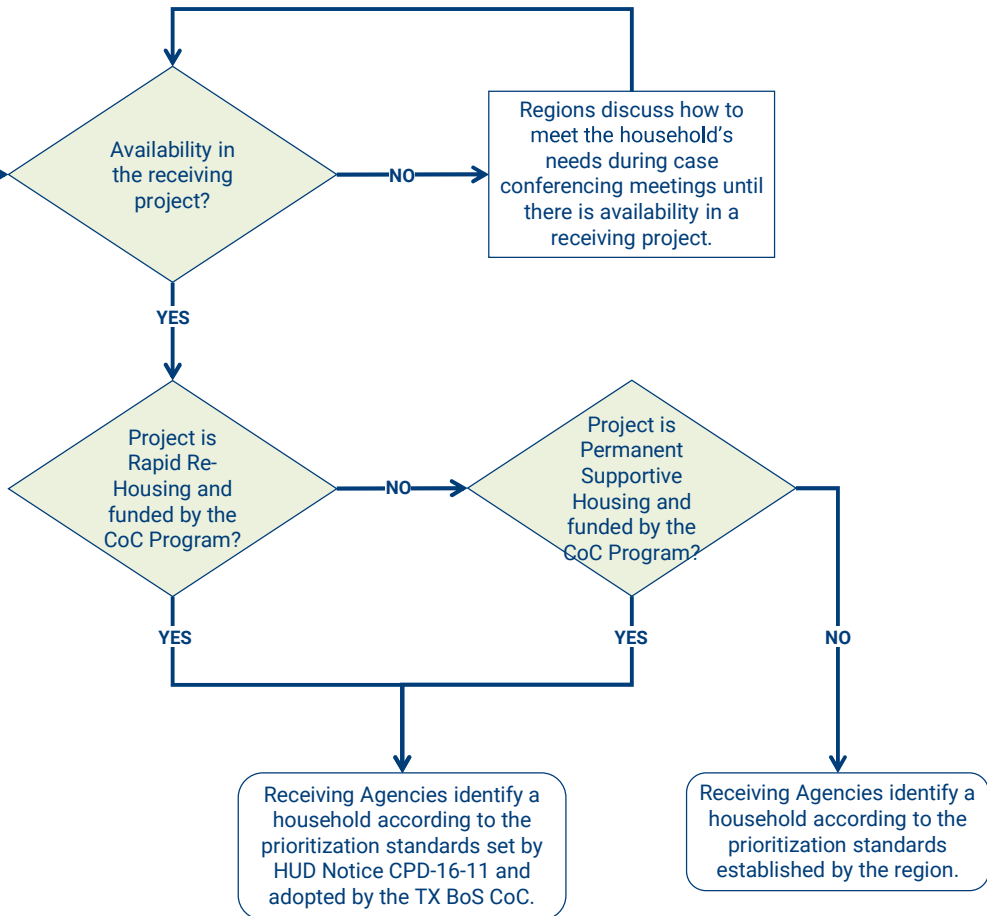 Availability in
the receiving
project?
NO
Regions discuss how to
meet the household's
needs during case
conferencing meetings until
there is availability in a
receiving project.
YES
Project is
Rapid Re-
Housing and
funded by the
CoC Program?
NO
Project is
Permanent
Supportive
Housing and
funded by the
CoC Program?
YES
YES
NO
Receiving Agencies identify a
household according to the
prioritization standards set by
HUD Notice CPD-16-11 and
adopted by the TX BoS CoC.
Receiving Agencies identify a
household according to the
prioritization standards
established by the region.